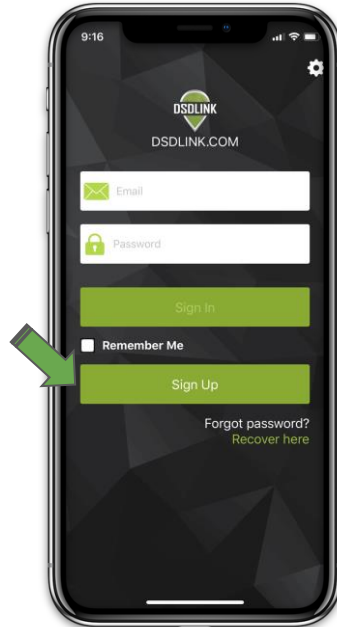 9:16
DSDLINK
DSDLINK.COM
Email
Password
Sign In
Remember Me
Sign Up
Forgot password?
Recover here